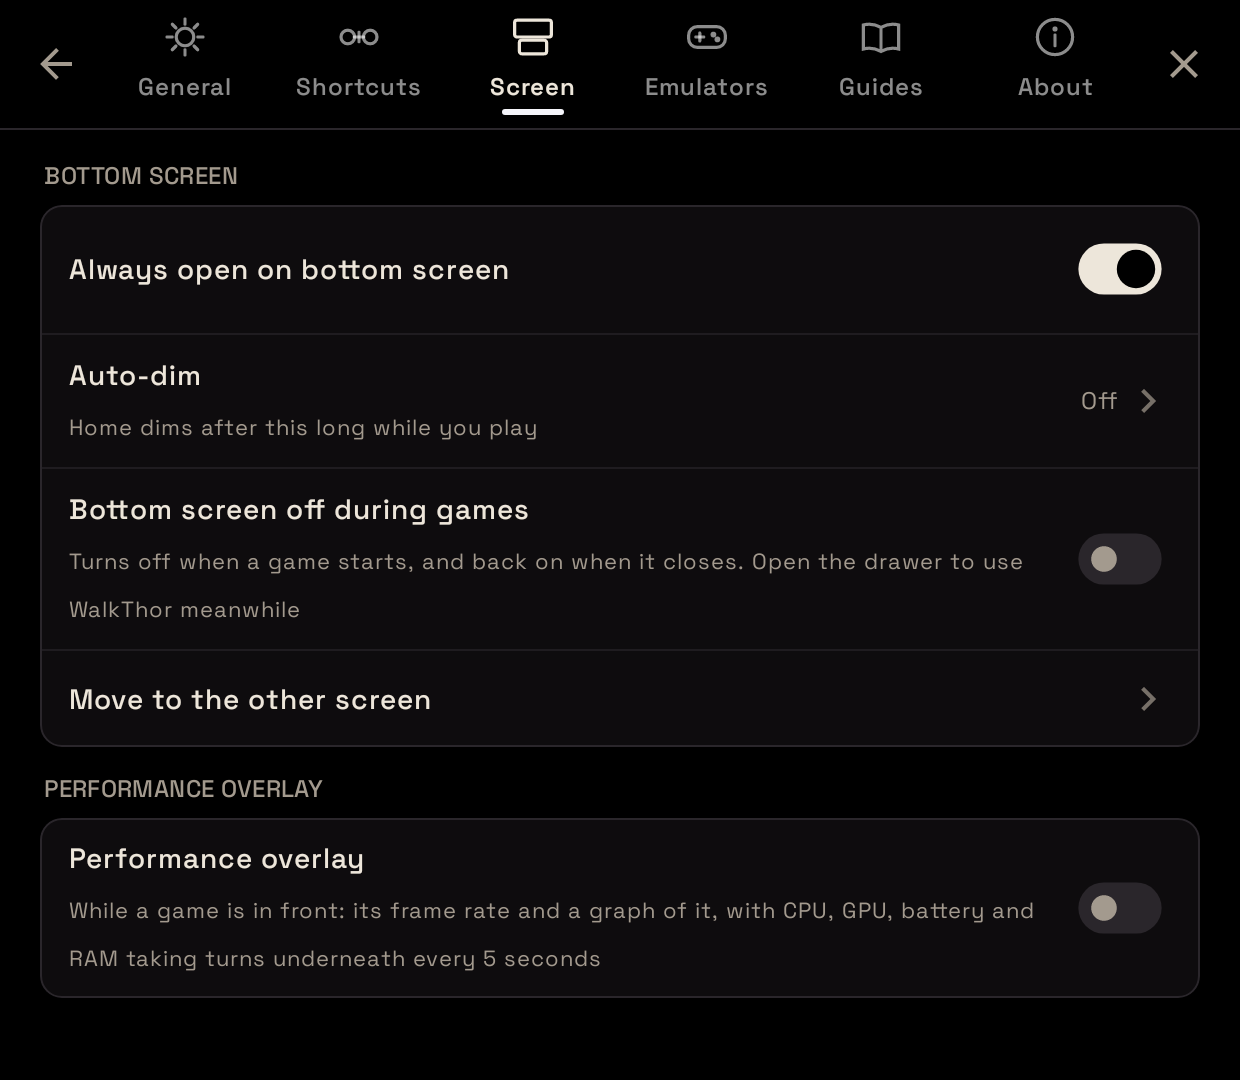 General
Shortcuts
Screen
Emulators
Guides
About
BOTTOM SCREEN
Always open on bottom screen
Auto-dim
Home dims after this long while you play
Off
Bottom screen off during games
Turns off when a game starts, and back on when it closes. Open the drawer to use
WalkThor meanwhile
Move to the other screen
PERFORMANCE OVERLAY
Performance overlay
While a game is in front: its frame rate and a graph of it, with CPU, GPU, battery and
RAM taking turns underneath every 5 seconds